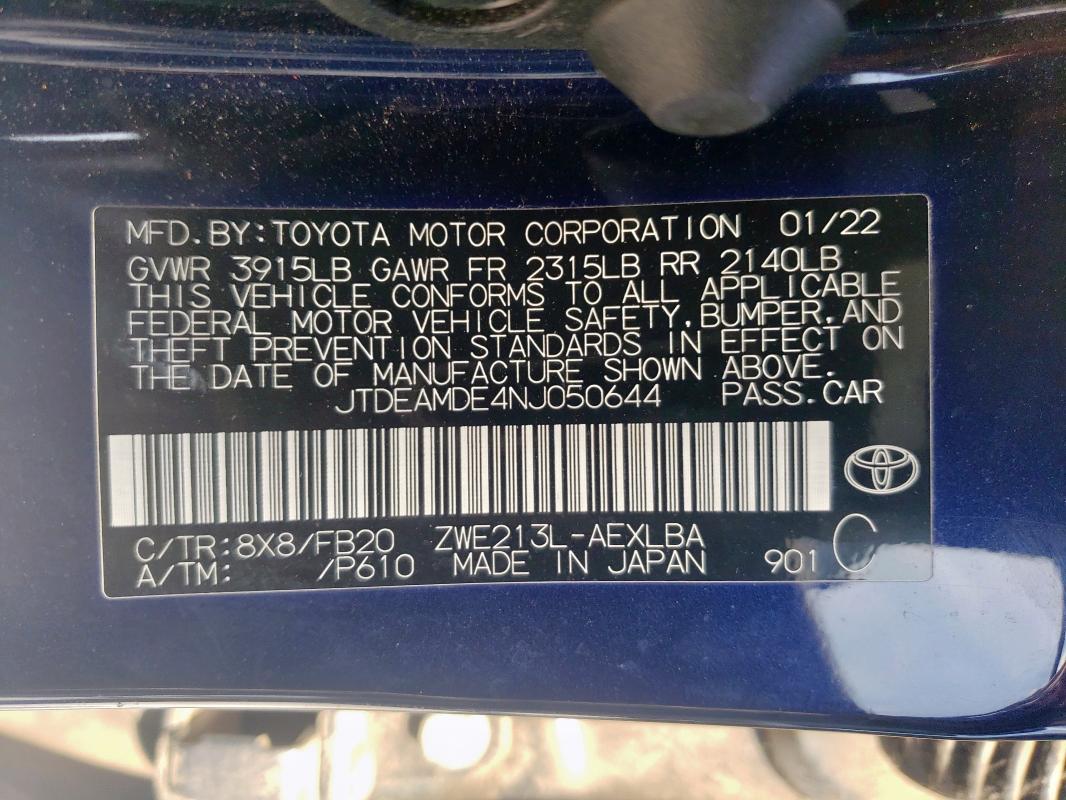 MFD. BY: TOYOTA MOTOR CORPORATION 01/22
GVWR 3915LB GAWR FR 2315LB RR 2140LB
THIS VEHICLE CONFORMS TO ALL APPLICABLE
FEDERAL MOTOR VEHICLE SAFETY, BUMPER, AND
THEFT PREVENTION STANDARDS IN EFFECT ON
THE DATE OF MANUFACTURE SHOWN ABOVE.
JTDEAMDE4NJ050644 PASS. CAR
C/TR: 8X8/FB20 ZWE213L-AEXLBA
A/TM: /P610 MADE IN JAPAN 901 C